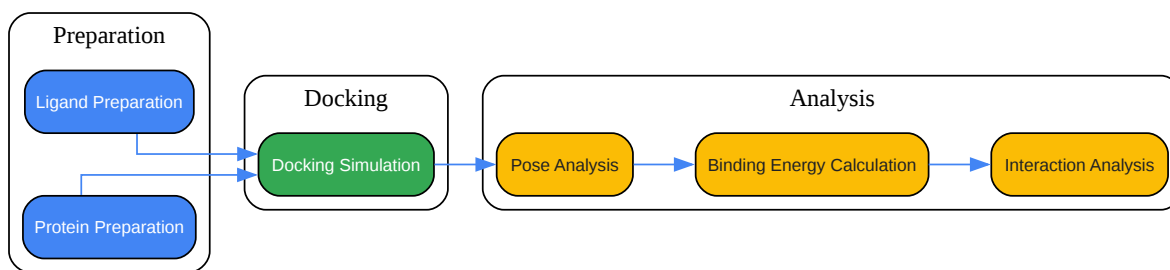 Preparation
Ligand Preparation
Protein Preparation
Docking
Docking Simulation
Analysis
Pose Analysis
Binding Energy Calculation
Interaction Analysis